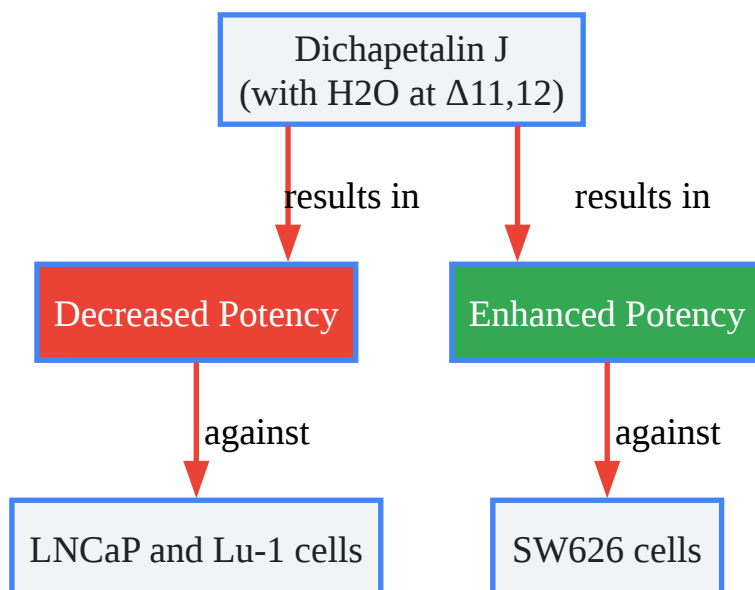 Dichapetalin J
(with H2O at Δ11,12)
results in
results in
Decreased Potency
Enhanced Potency
against
against
LNCaP and Lu-1 cells
SW626 cells